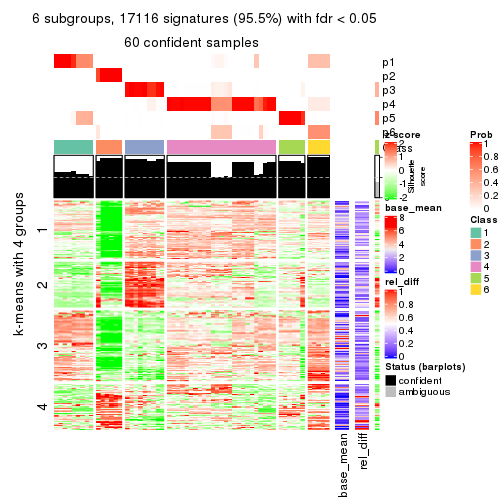 6 subgroups, 17116 signatures (95.5%) with fdr < 0.05
60 confident samples
p1
p2
p3
p4
p5
p6
z-score
2
1
0
-1
-2
Class
Silhouette
score
k-means with 4 groups
1
2
3
4
base_mean
rel_diff
base_mean
8
6
4
2
0
rel_diff
1
0.8
0.6
0.4
0.2
0
Status (barplots)
confident
ambiguous
Prob
1
0.8
0.6
0.4
0.2
0
Class
1
2
3
4
5
6